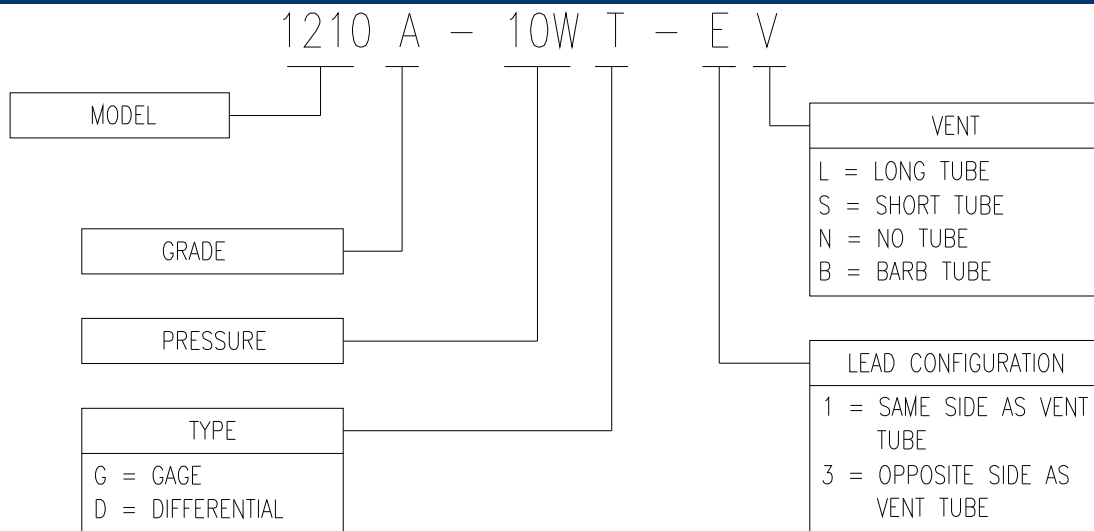 1210 A - 10W T - E V
MODEL
GRADE
PRESSURE
TYPE
G = GAGE
D = DIFFERENTIAL
VENT
L = LONG TUBE
S = SHORT TUBE
N = NO TUBE
B = BARB TUBE
LEAD CONFIGURATION
1 = SAME SIDE AS VENT
TUBE
3 = OPPOSITE SIDE AS
VENT TUBE